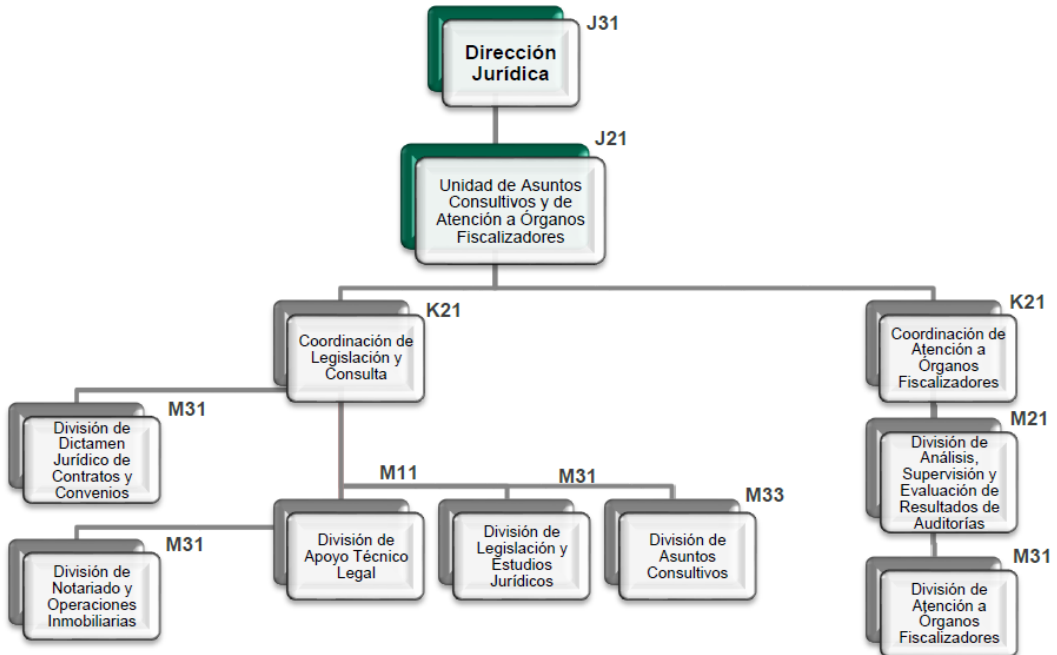 J31
Dirección
Jurídica
J21
Unidad de Asuntos
Consultivos y de
Atención a Órganos
Fiscalizadores
K21
Coordinación de
Legislación y
Consulta
K21
Coordinación de
Atención a
Órganos
Fiscalizadores
M31
División de
Dictamen
Jurídico de
Contratos y
Convenios
M21
División de
Análisis,
Supervisión y
Evaluación de
Resultados de
Auditorías
M31
División de
Notariado y
Operaciones
Inmobiliarias
M11
División de
Apoyo Técnico
Legal
M31
División de
Legislación y
Estudios
Jurídicos
M33
División de
Asuntos
Consultivos
M31
División de
Atención a
Órganos
Fiscalizadores